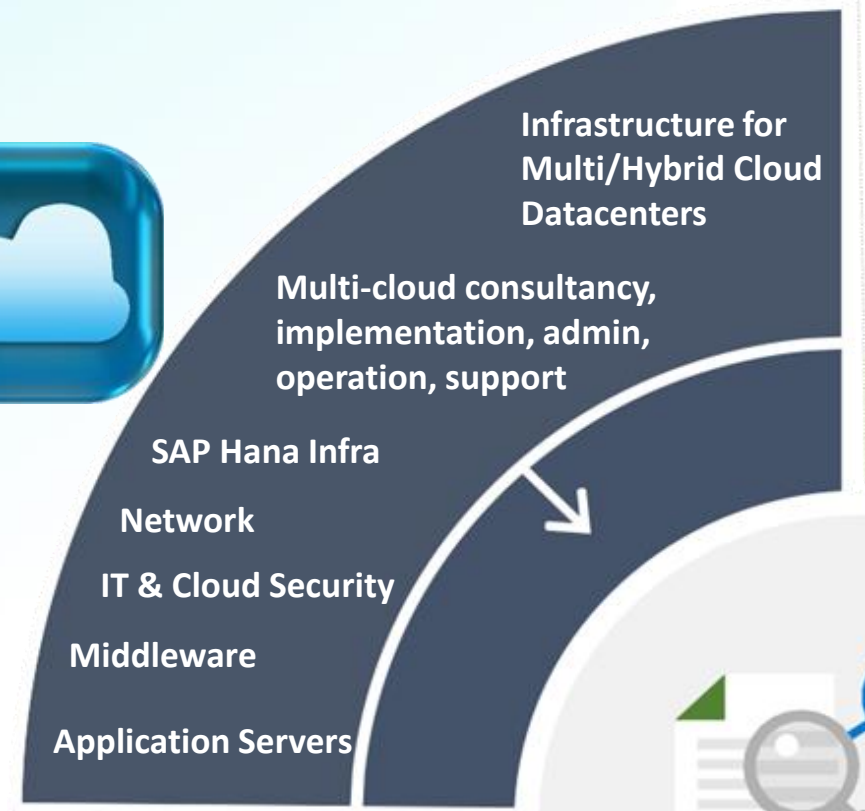 Infrastructure for
Multi/Hybrid Cloud
Datacenters
Multi-cloud consultancy,
implementation, admin,
operation, support
SAP Hana Infra
Network
IT & Cloud Security
Middleware
Application Servers